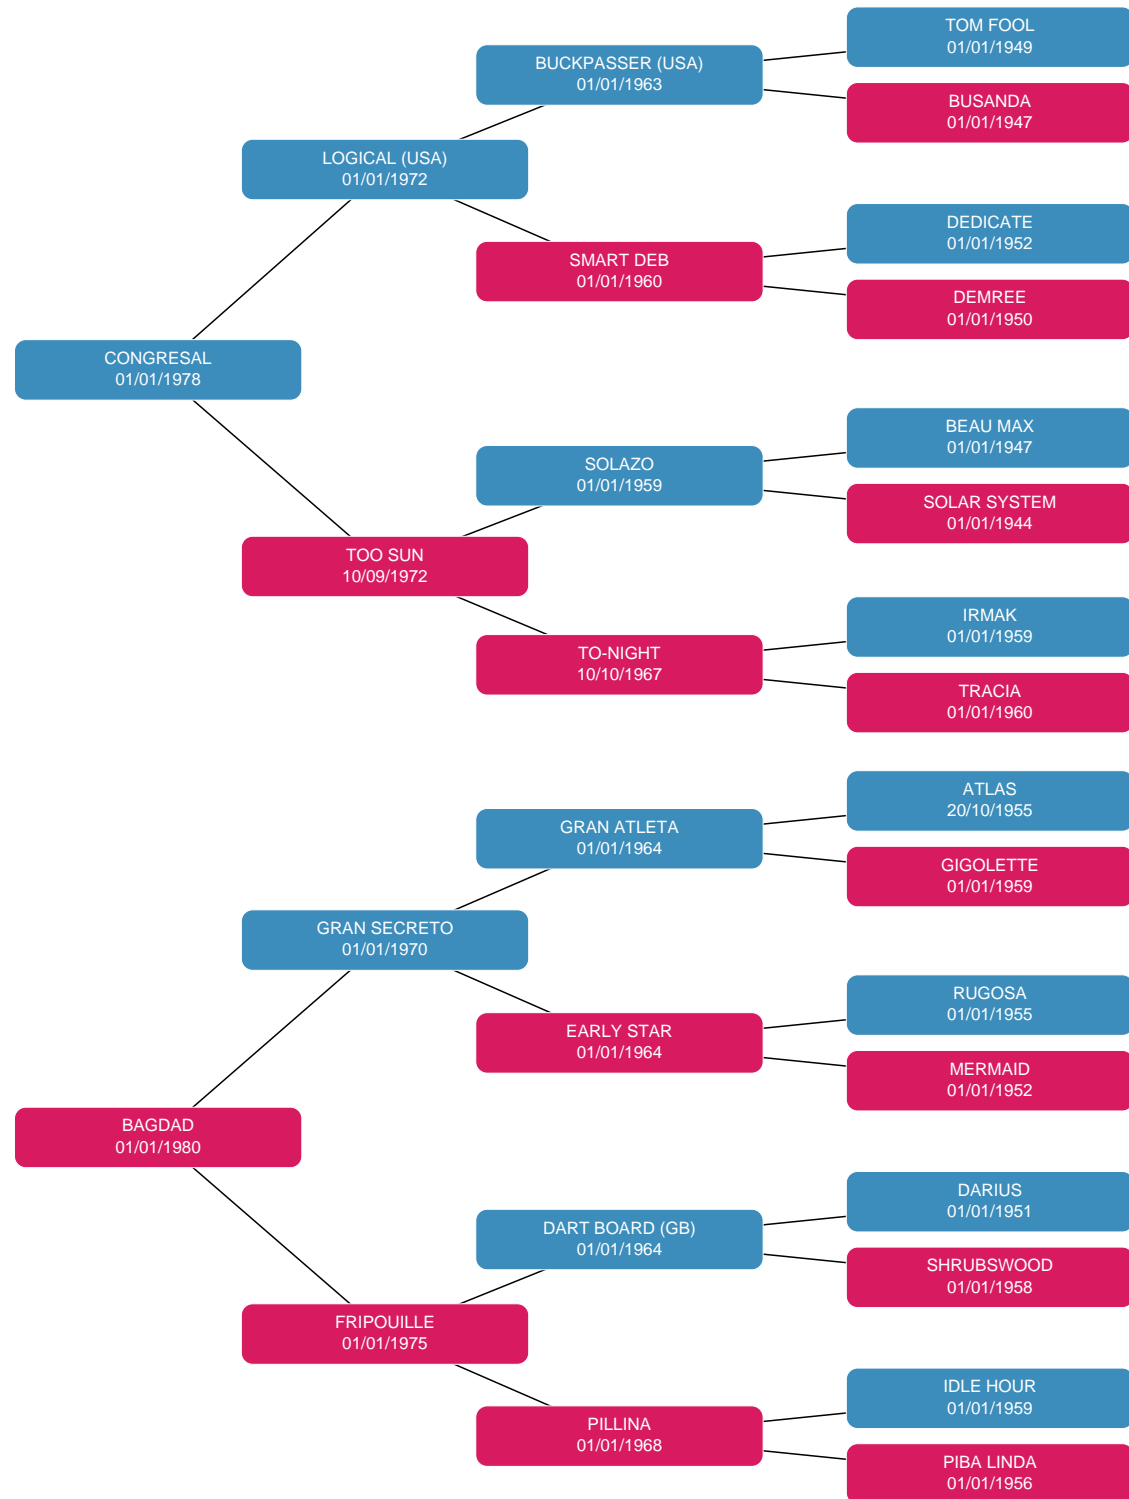 TOM FOOL
01/01/1949
BUCKPASSER (USA)
01/01/1963
BUSANDA
01/01/1947
LOGICAL (USA)
01/01/1972
DEDICATE
01/01/1952
SMART DEB
01/01/1960
DEMREE
01/01/1950
CONGRESAL
01/01/1978
BEAU MAX
01/01/1947
SOLAZO
01/01/1959
SOLAR SYSTEM
01/01/1944
TOO SUN
10/09/1972
IRMAK
01/01/1959
TO-NIGHT
10/10/1967
TRACIA
01/01/1960
ATLAS
20/10/1955
GRAN ATLETA
01/01/1964
GIGOLETTE
01/01/1959
GRAN SECRETO
01/01/1970
RUGOSA
01/01/1955
EARLY STAR
01/01/1964
MERMAID
01/01/1952
BAGDAD
01/01/1980
DARIUS
01/01/1951
DART BOARD (GB)
01/01/1964
SHRUBSWOOD
01/01/1958
FRIPOUILLE
01/01/1975
IDLE HOUR
01/01/1959
PILLINA
01/01/1968
PIBA LINDA
01/01/1956